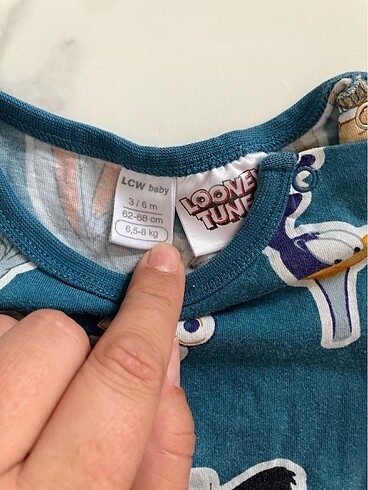 LCW baby
3 / 6 m
62-68 cm
6,5-8 kg
LOONEY
TUNE